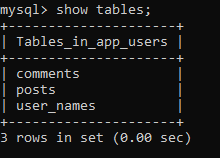 mysql> show tables;
+---------------------+
| Tables_in_app_users |
+---------------------+
| comments            |
| posts               |
| user_names          |
+---------------------+
3 rows in set (0.00 sec)